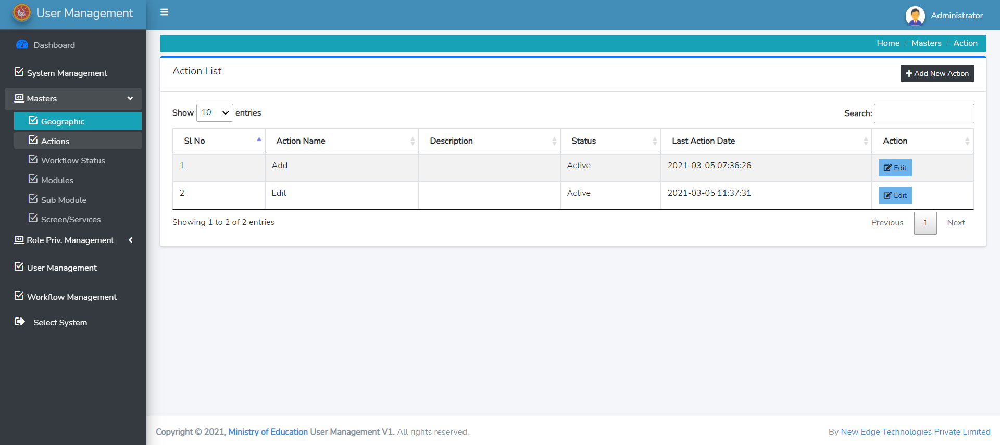 User Management
Administrator
Dashboard
System Management
Masters
Geographic
Actions
Workflow Status
Modules
Sub Module
Screen/Services
Role Priv. Management
User Management
Workflow Management
Select System
Home / Masters / Action
Action List
Add New Action
Show 10 entries
Search:
Sl No Action Name Description Status Last Action Date Action
1 Add Active 2021-03-05 07:36:26 Edit
2 Edit Active 2021-03-05 11:37:31 Edit
Showing 1 to 2 of 2 entries
Previous 1 Next
Copyright © 2021, Ministry of Education User Management V1. All rights reserved.
By New Edge Technologies Private Limited